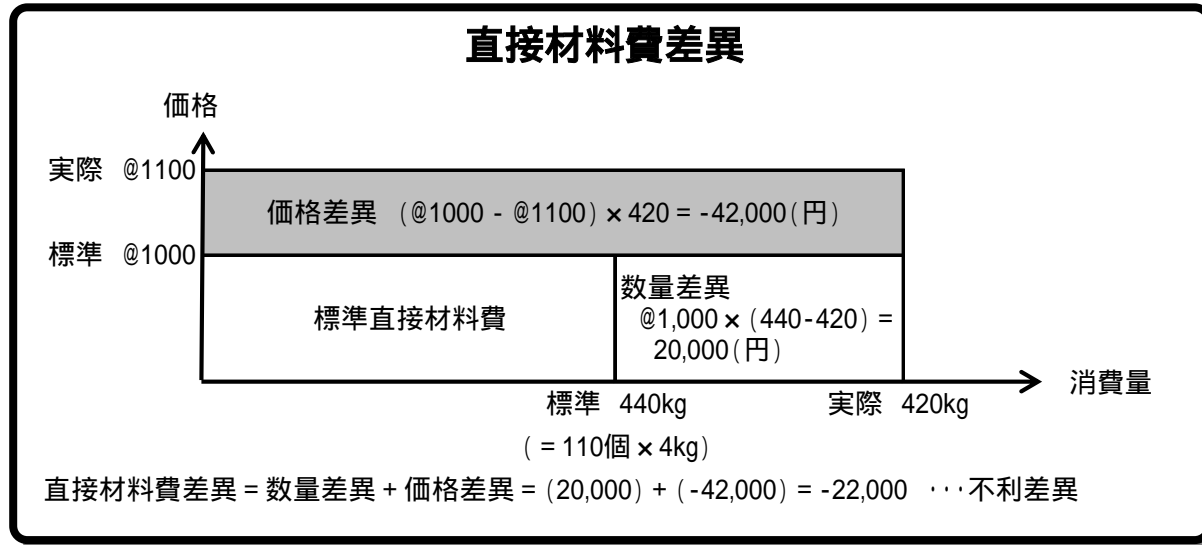 直接材料費差異
価格
実際 @1100
価格差異 (@1000 - @1100) × 420 = -42,000(円)
標準 @1000
標準直接材料費
数量差異
@1,000 × (440-420) =
20,000(円)
消費量
標準 440kg
実際 420kg
( = 110個 × 4kg)
直接材料費差異 = 数量差異 + 価格差異 = (20,000) + (-42,000) = -22,000 ···不利差異